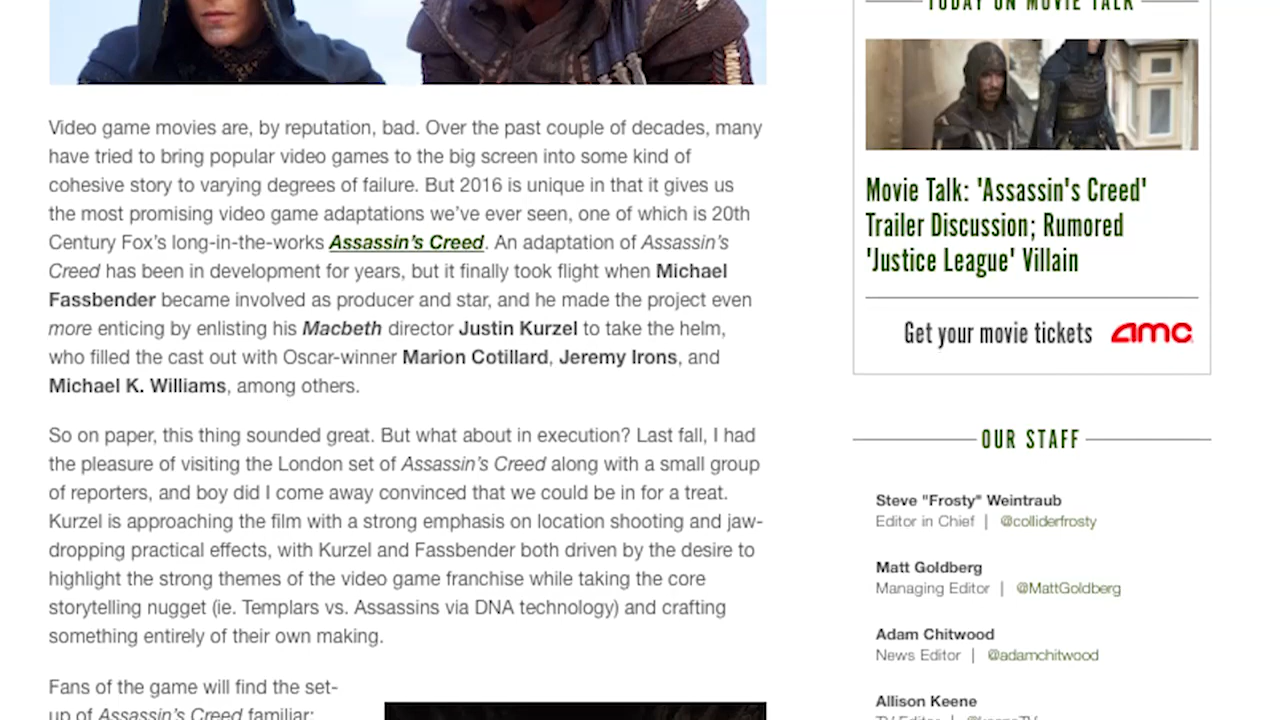 Video game movies are, by reputation, bad. Over the past couple of decades, many
have tried to bring popular video games to the big screen into some kind of
cohesive story to varying degrees of failure. But 2016 is unique in that it gives us
the most promising video game adaptations we've ever seen, one of which is 20th
Century Fox's long-in-the-works Assassin's Creed. An adaptation of Assassin's
Creed has been in development for years, but it finally took flight when Michael
Fassbender became involved as producer and star, and he made the project even
more enticing by enlisting his Macbeth director Justin Kurzel to take the helm,
who filled the cast out with Oscar-winner Marion Cotillard, Jeremy Irons, and
Michael K. Williams, among others.
So on paper, this thing sounded great. But what about in execution? Last fall, I had
the pleasure of visiting the London set of Assassin's Creed along with a small group
of reporters, and boy did I come away convinced that we could be in for a treat.
Kurzel is approaching the film with a strong emphasis on location shooting and jaw-
dropping practical effects, with Kurzel and Fassbender both driven by the desire to
highlight the strong themes of the video game franchise while taking the core
storytelling nugget (ie. Templars vs. Assassins via DNA technology) and crafting
something entirely of their own making.
Fans of the game will find the set-
up of Assassin's Creed familiar:
TODAY ON MOVIE TALK
Movie Talk: 'Assassin's Creed'
Trailer Discussion; Rumored
'Justice League' Villain
Get your movie tickets amc
OUR STAFF
Steve "Frosty" Weintraub
Editor in Chief | @colliderfrosty
Matt Goldberg
Managing Editor | @MattGoldberg
Adam Chitwood
News Editor | @adamchitwood
Allison Keene
TV Editor | @keeneTV